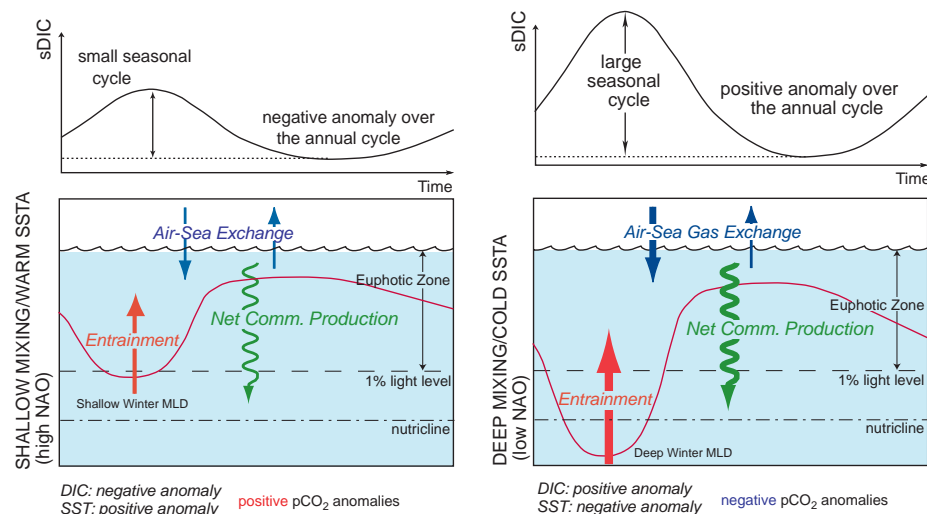 sDIC
small seasonal
cycle
negative anomaly over
the annual cycle
Time
SHALLOW MIXING/WARM SSTA
(high NAO)
Air-Sea Exchange
Euphotic Zone
Net Comm. Production
Entrainment
1% light level
Shallow Winter MLD
nutricline
DIC: negative anomaly
SST: positive anomaly
positive pCO₂ anomalies
sDIC
large
seasonal
cycle
positive anomaly over
the annual cycle
Time
DEEP MIXING/COLD SSTA
(low NAO)
Air-Sea Gas Exchange
Euphotic Zone
Net Comm. Production
1% light level
Entrainment
nutricline
Deep Winter MLD
DIC: positive anomaly
SST: negative anomaly
negative pCO₂ anomalies